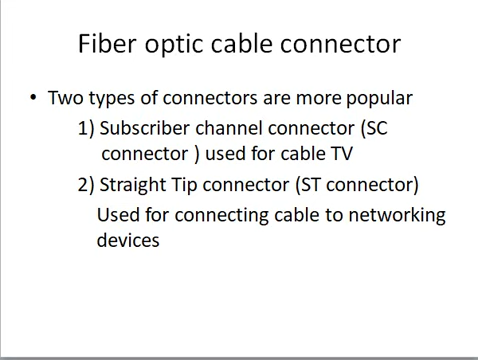 Fiber optic cable connector
• Two types of connectors are more popular
1) Subscriber channel connector (SC
connector ) used for cable TV
2) Straight Tip connector (ST connector)
Used for connecting cable to networking
devices